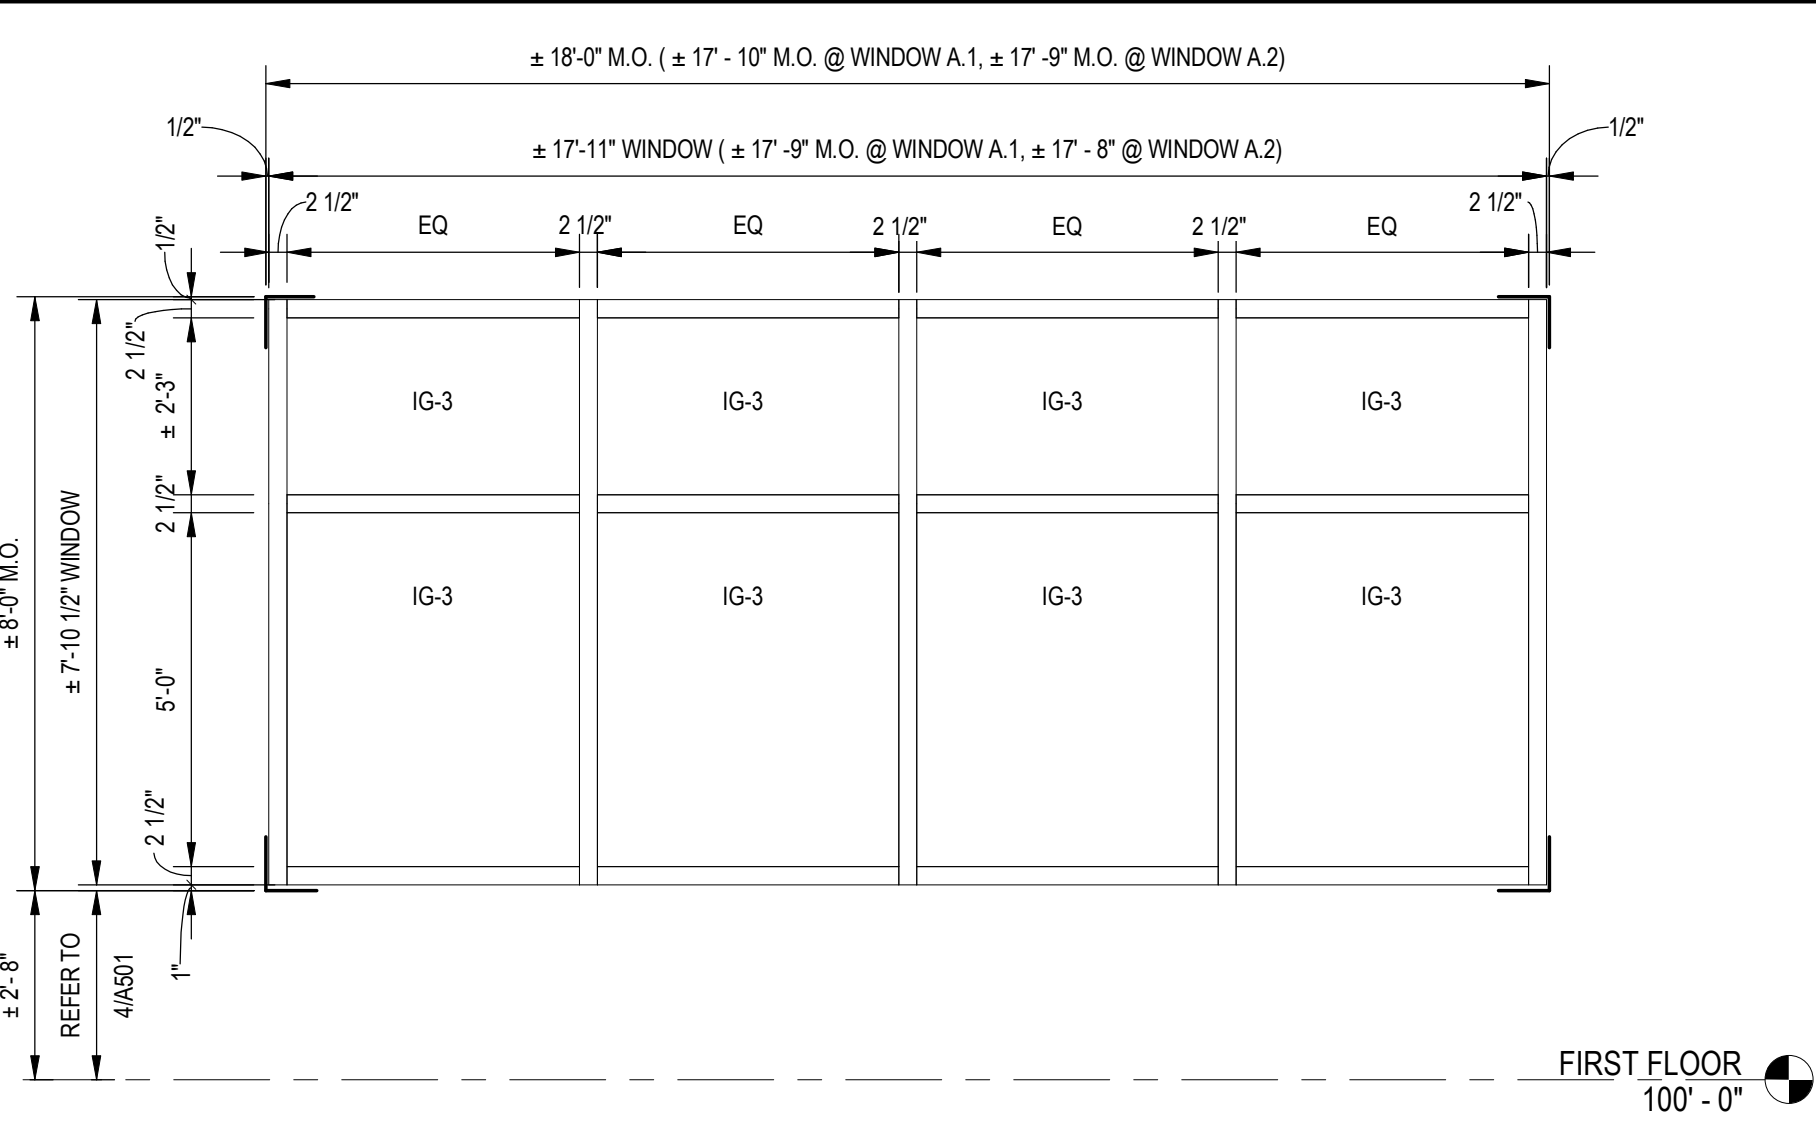 ± 18'-0" M.O. ( ± 17' - 10" M.O. @ WINDOW A.1, ± 17' -9" M.O. @ WINDOW A.2)
1/2"
1/2"
± 17'-11" WINDOW ( ± 17' -9" M.O. @ WINDOW A.1, ± 17' - 8" @ WINDOW A.2)
2 1/2"
EQ
2 1/2"
EQ
2 1/2"
EQ
2 1/2"
EQ
2 1/2"
1/2"
2 1/2"
± 2'-3"
2 1/2"
5'-0"
2 1/2"
1"
± 8'-0" M.O.
± 7'-10 1/2" WINDOW
± 2'- 8"
REFER TO
4/A501
IG-3
IG-3
IG-3
IG-3
IG-3
IG-3
IG-3
IG-3
FIRST FLOOR
100' - 0"